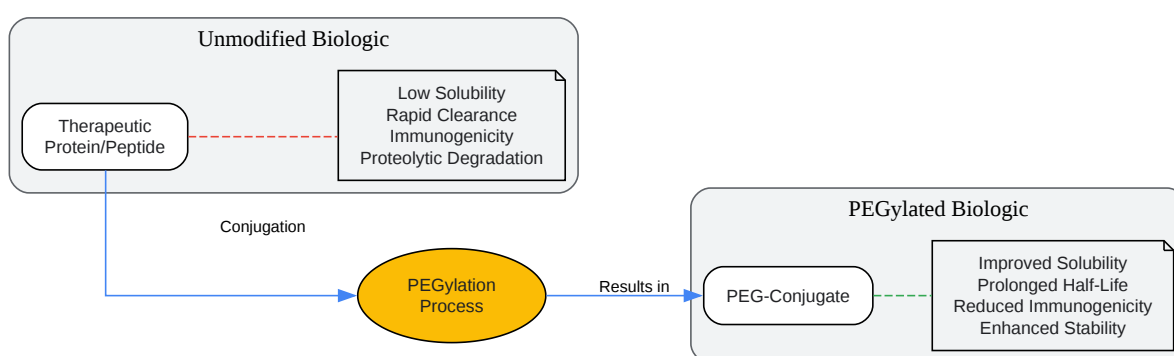 Unmodified Biologic
Therapeutic
Protein/Peptide
Low Solubility
Rapid Clearance
Immunogenicity
Proteolytic Degradation
Conjugation
PEGylation
Process
Results in
PEGylated Biologic
PEG-Conjugate
Improved Solubility
Prolonged Half-Life
Reduced Immunogenicity
Enhanced Stability